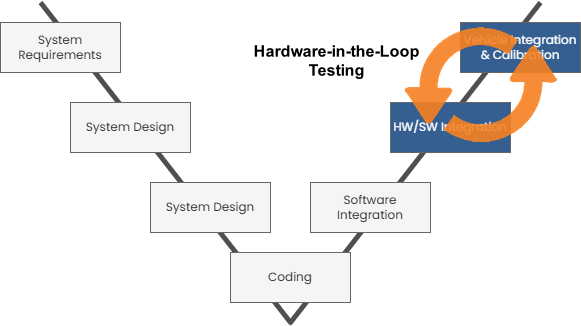 System
Requirements
Hardware-in-the-Loop
Testing
Vehicle Integration
& Calibration
System Design
HW/SW Integration
System Design
Software
Integration
Coding